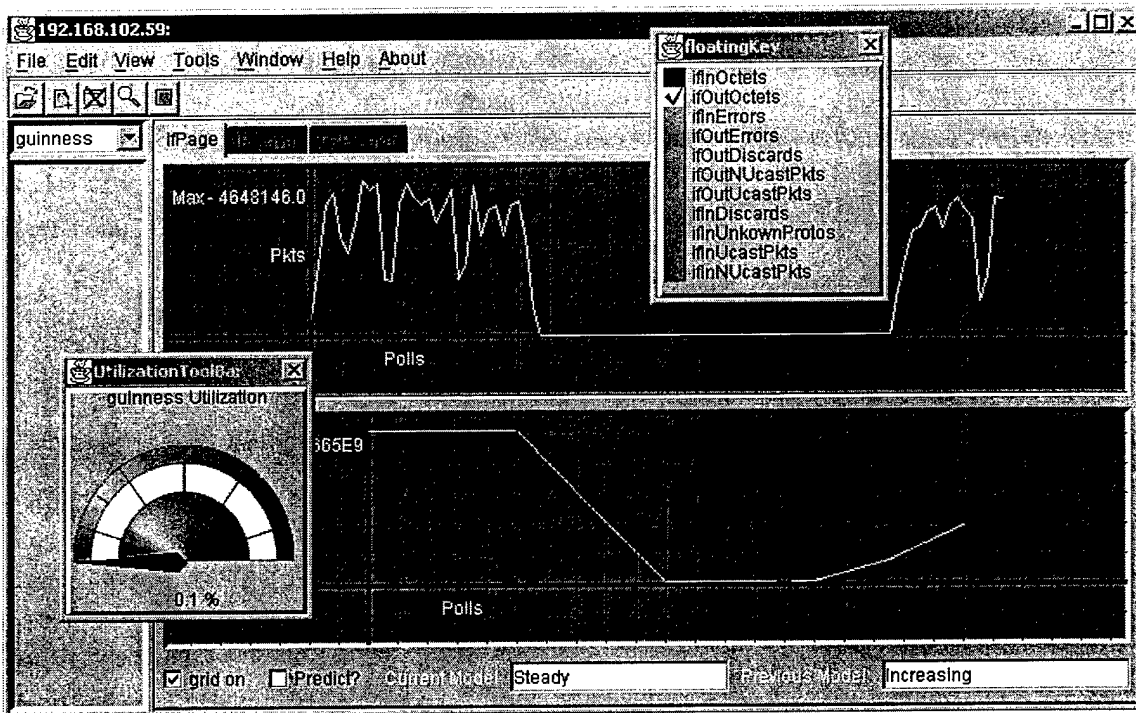 192.168.102.59:
File Edit View Tools Window Help About
guinness
IfPage
floatingKey
ifInOctets
ifOutOctets
ifInErrors
ifOutErrors
ifOutDiscards
ifOutNUcastPkts
ifOutUcastPkts
ifInDiscards
ifInUnkownProtos
ifInUcastPkts
ifInNUcastPkts
Max - 4648146.0
Pkts
Polls
UtilizationToolBar
guinness Utilization
0.1 %
665E9
Polls
grid on Predict? Current Model Steady Previous Model Increasing